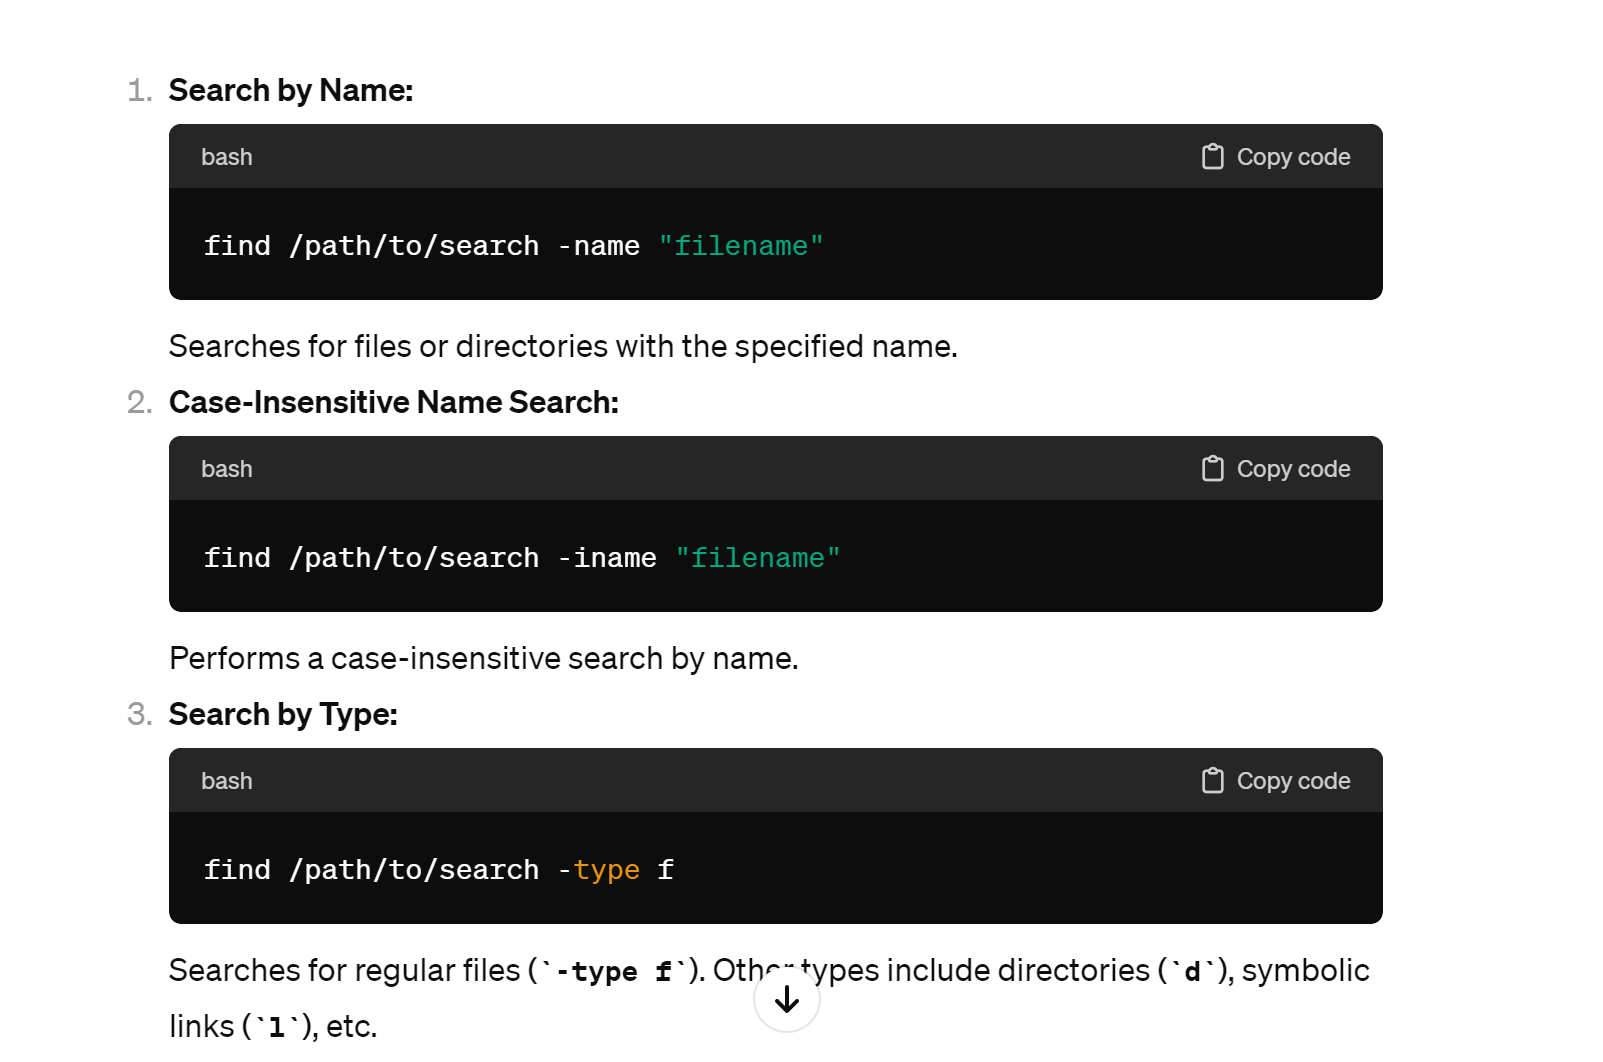 1. Search by Name:
bash Copy code
find /path/to/search -name "filename"
Searches for files or directories with the specified name.
2. Case-Insensitive Name Search:
bash Copy code
find /path/to/search -iname "filename"
Performs a case-insensitive search by name.
3. Search by Type:
bash Copy code
find /path/to/search -type f
Searches for regular files (`-type f`). Other types include directories (`d`), symbolic
links (`l`), etc.